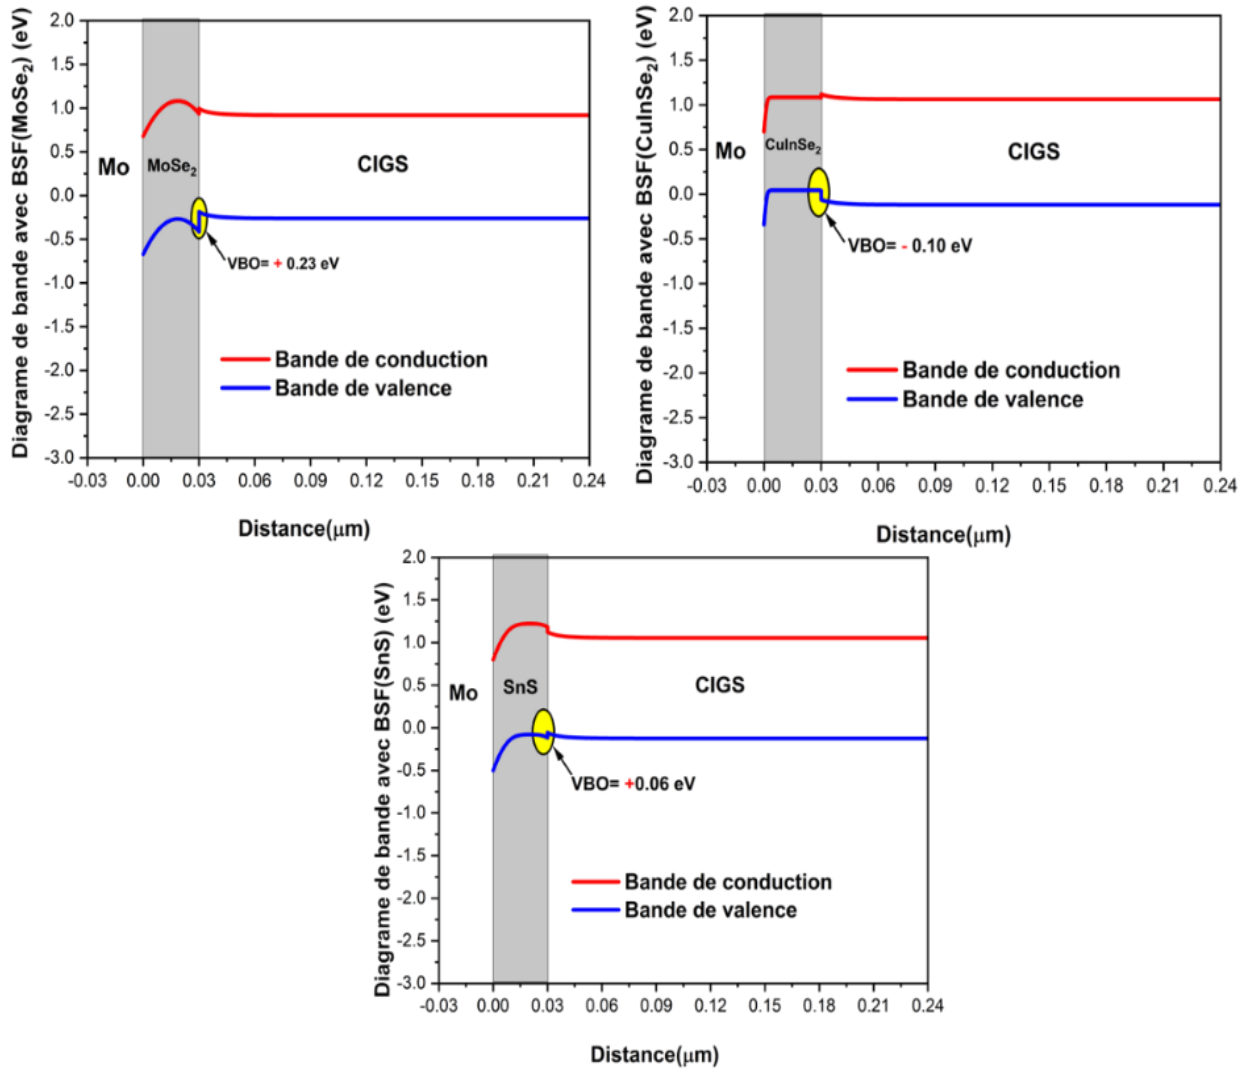 Diagrame de bande avec BSF(MoSe₂) (eV)
2.0
1.5
1.0
0.5
0.0
-0.5
-1.0
-1.5
-2.0
-2.5
-3.0
Mo
MoSe₂
CIGS
VBO= + 0.23 eV
Bande de conduction
Bande de valence
-0.03 0.00 0.03 0.06 0.09 0.12 0.15 0.18 0.21 0.24
Distance(μm)
Diagrame de bande avec BSF(CuInSe₂) (eV)
2.0
1.5
1.0
0.5
0.0
-0.5
-1.0
-1.5
-2.0
-2.5
-3.0
Mo
CuInSe₂
CIGS
VBO= - 0.10 eV
Bande de conduction
Bande de valence
-0.03 0.00 0.03 0.06 0.09 0.12 0.15 0.18 0.21 0.24
Distance(μm)
Diagrame de bande avec BSF(SnS) (eV)
2.0
1.5
1.0
0.5
0.0
-0.5
-1.0
-1.5
-2.0
-2.5
-3.0
Mo
SnS
CIGS
VBO= +0.06 eV
Bande de conduction
Bande de valence
-0.03 0.00 0.03 0.06 0.09 0.12 0.15 0.18 0.21 0.24
Distance(μm)